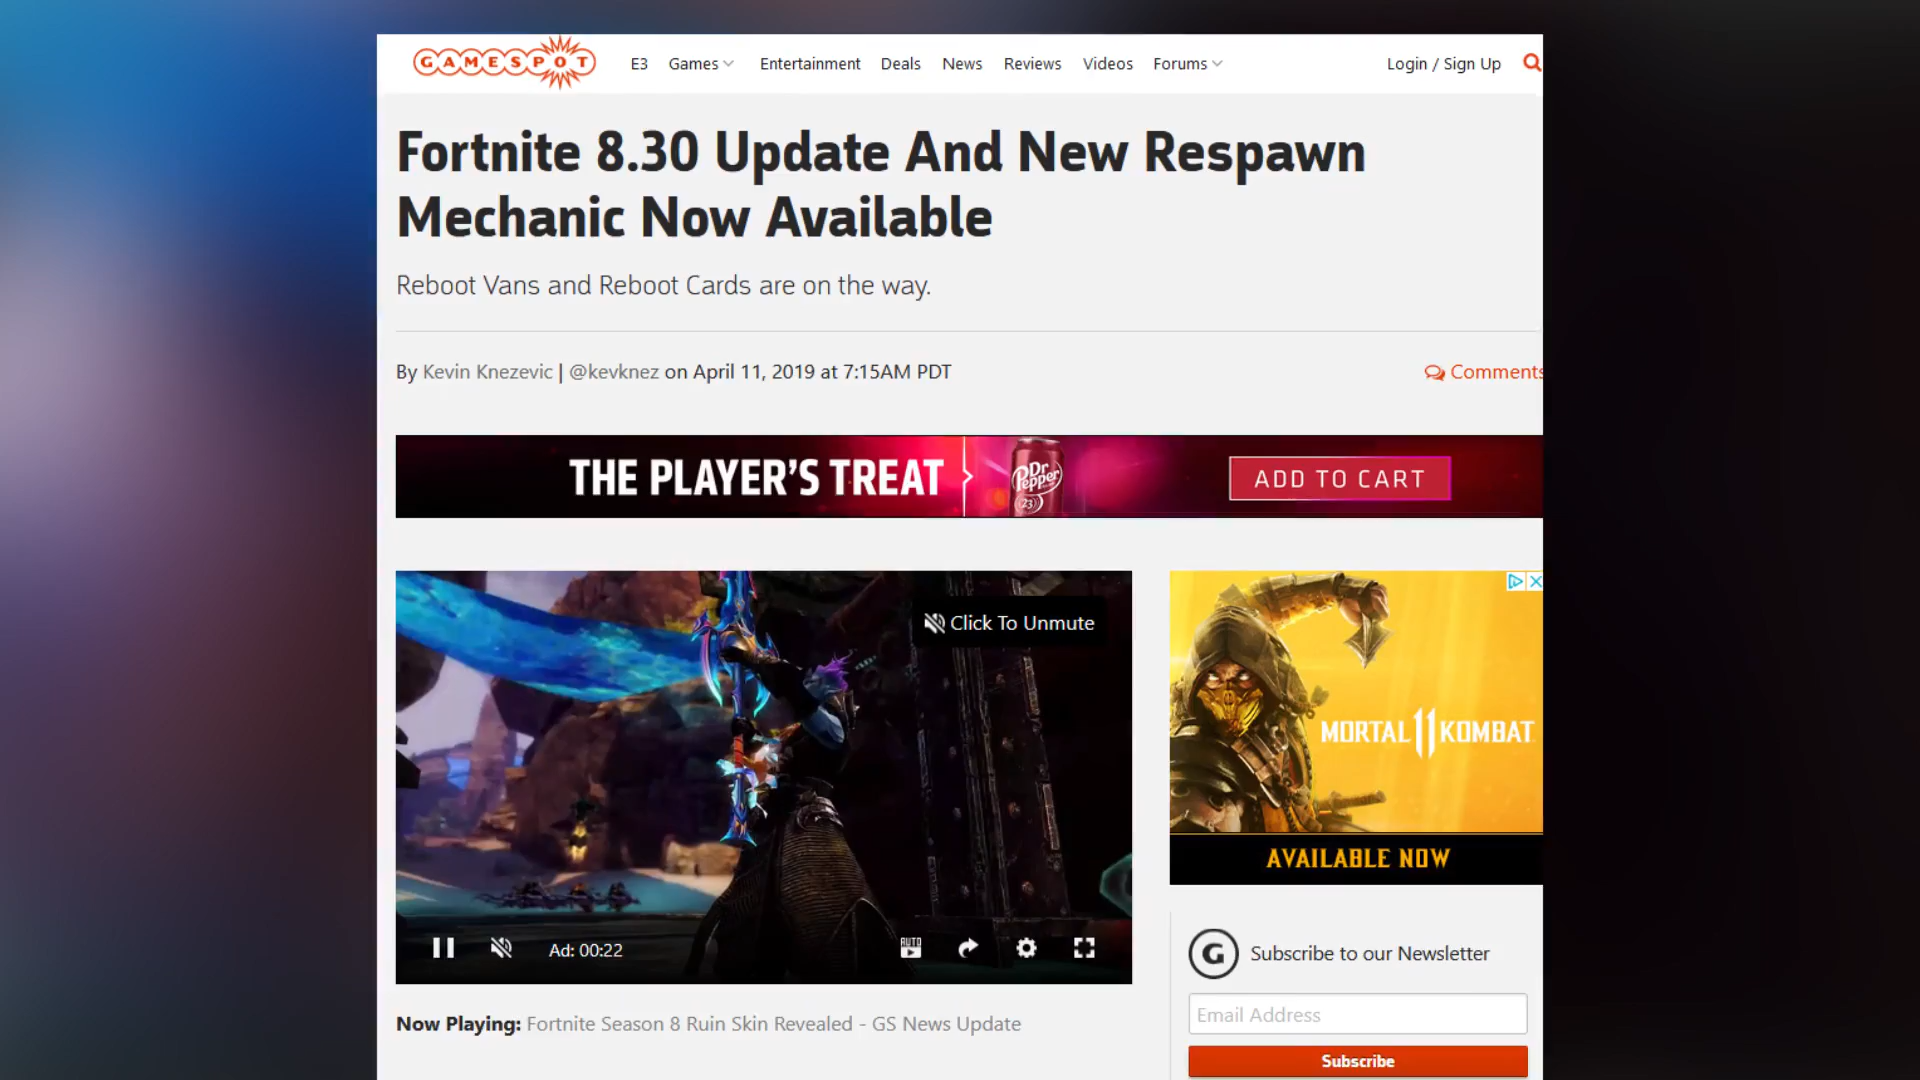 GAMESPOT
E3 Games Entertainment Deals News Reviews Videos Forums Login / Sign Up
Fortnite 8.30 Update And New Respawn
Mechanic Now Available
Reboot Vans and Reboot Cards are on the way.
By Kevin Knezevic | @kevknez on April 11, 2019 at 7:15AM PDT
Comments
THE PLAYER'S TREAT
Dr Pepper
23
ADD TO CART
Click To Unmute
MORTAL 11 KOMBAT
AVAILABLE NOW
Ad: 00:22
AUTO
G
Subscribe to our Newsletter
Email Address
Subscribe
Now Playing: Fortnite Season 8 Ruin Skin Revealed - GS News Update